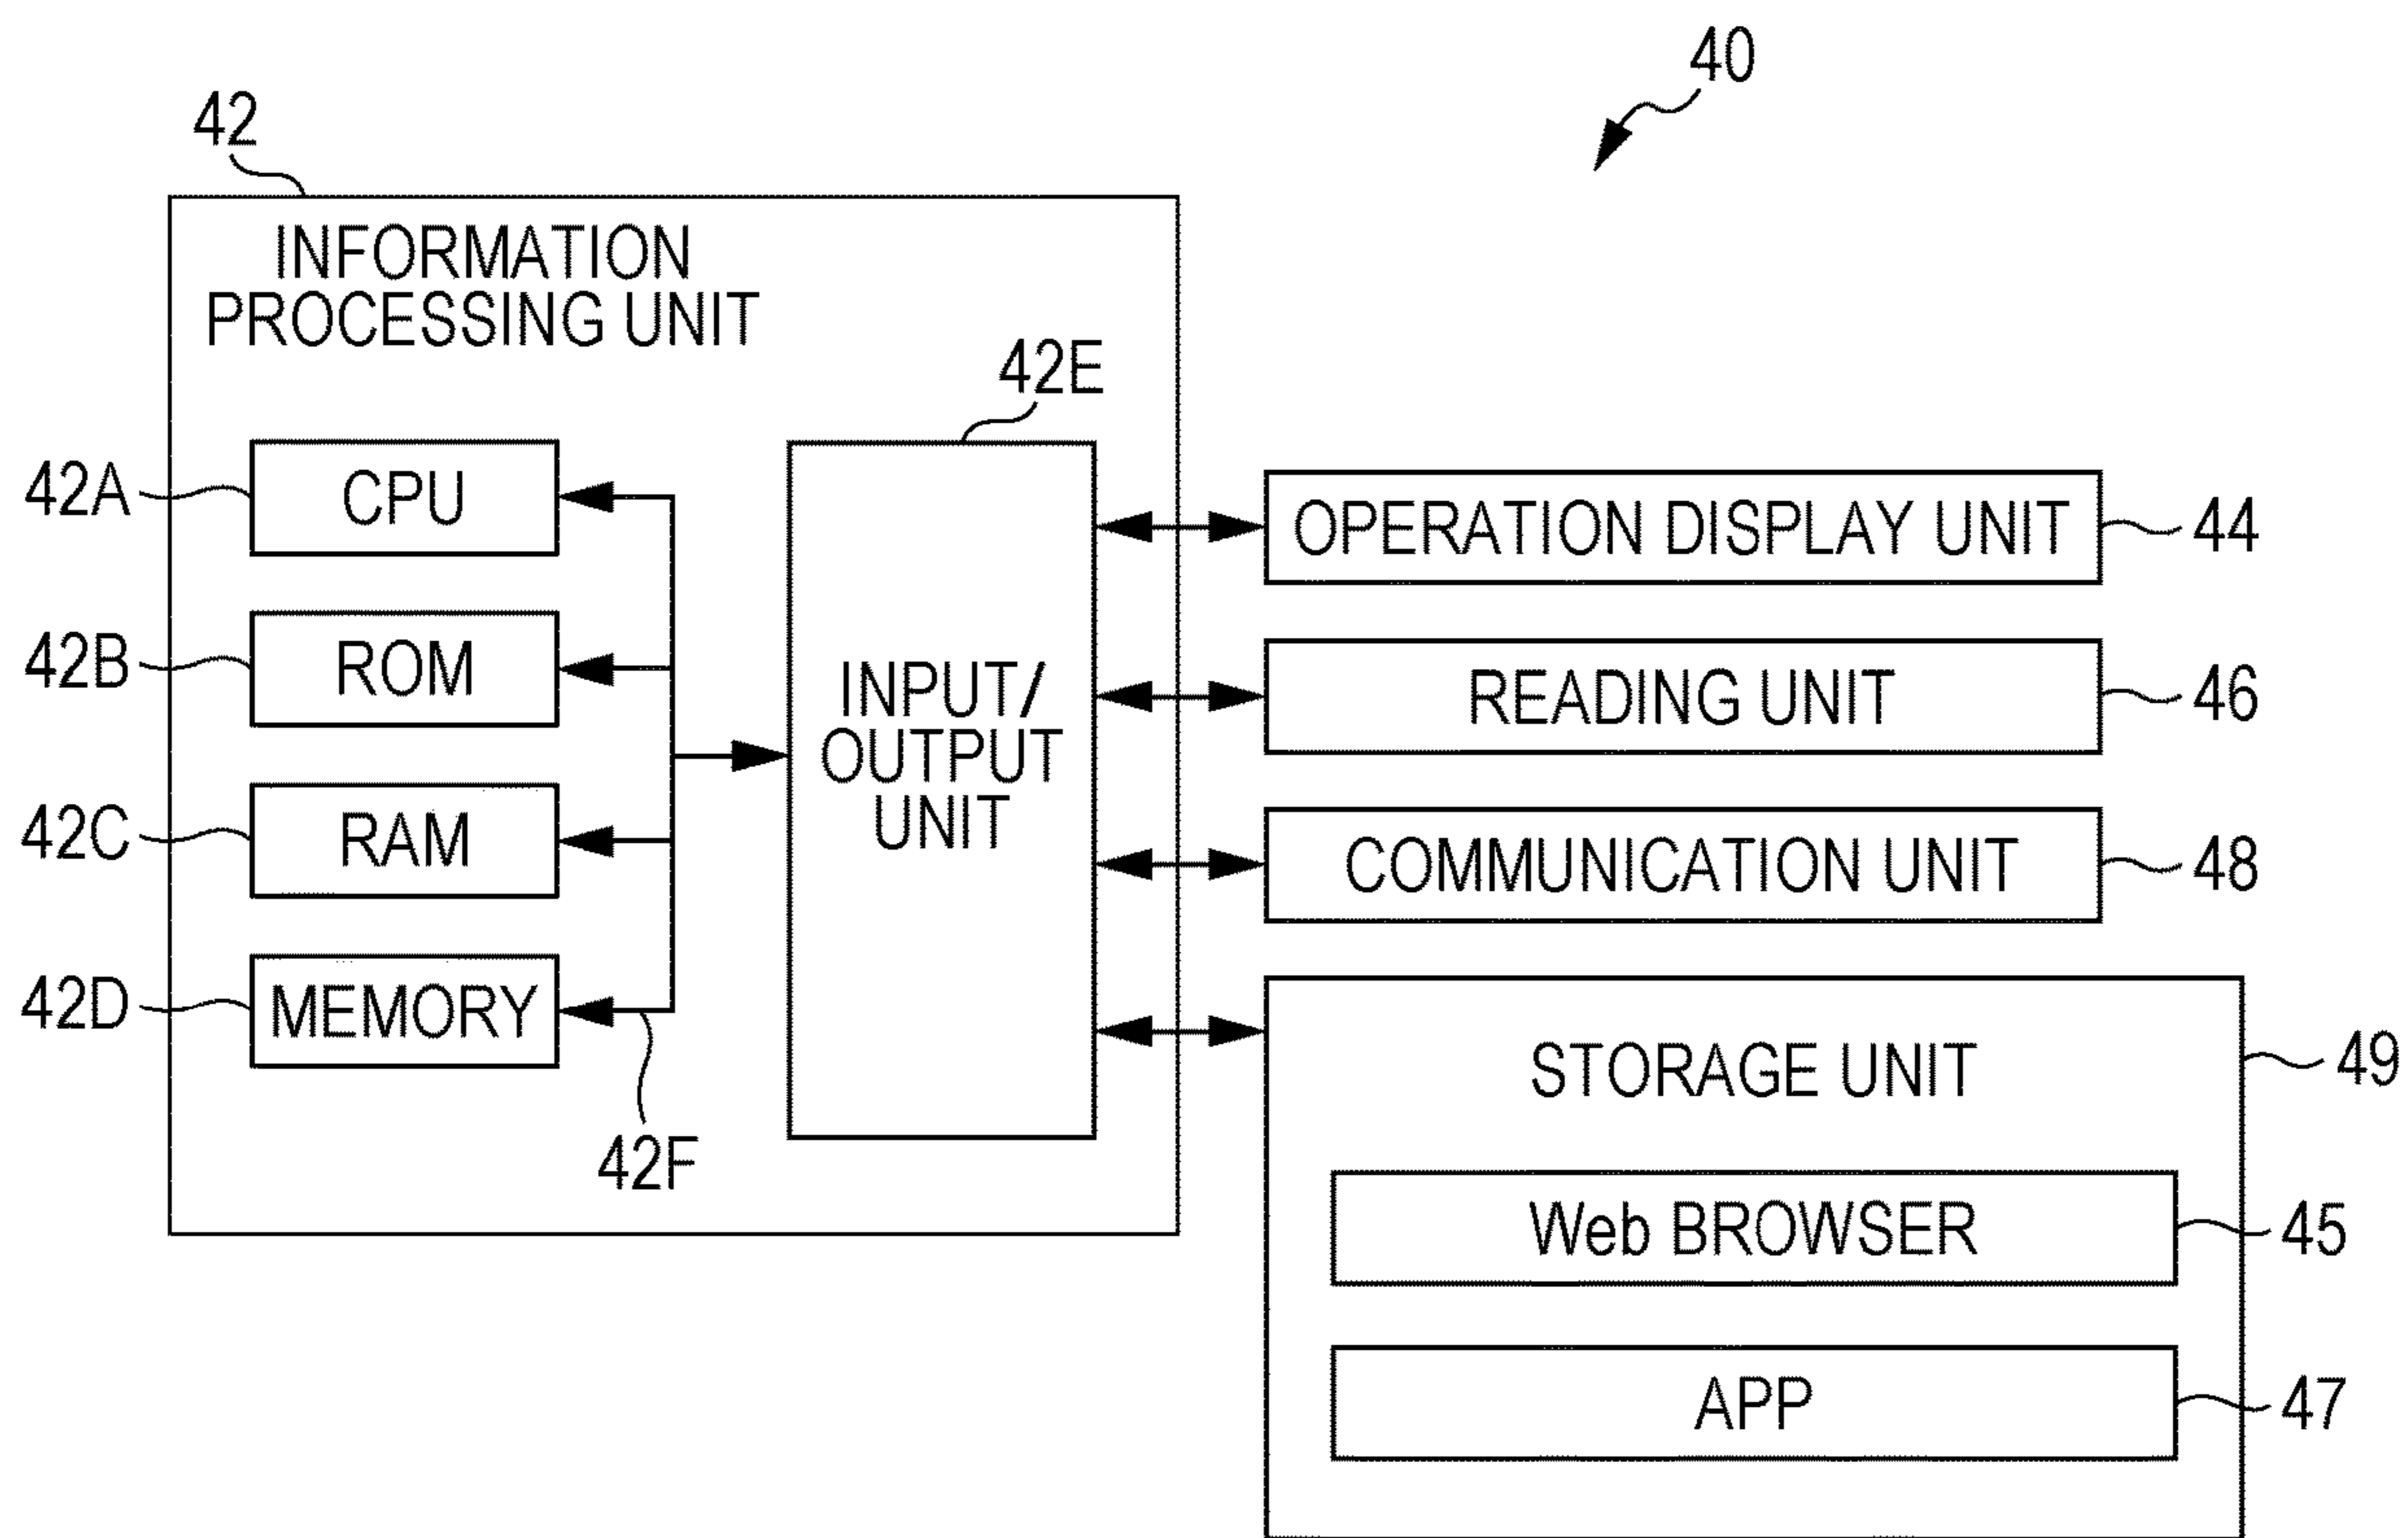 40
42
INFORMATION
PROCESSING UNIT
42E
42A
CPU
42B
ROM
42C
RAM
42D
MEMORY
42F
INPUT/
OUTPUT
UNIT
OPERATION DISPLAY UNIT
44
READING UNIT
46
COMMUNICATION UNIT
48
STORAGE UNIT
49
Web BROWSER
45
APP
47